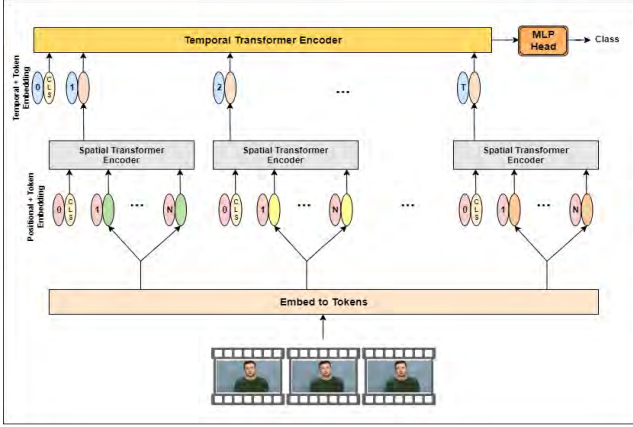 Temporal Transformer Encoder
MLP
Head
Class
Temporal + Token
Embedding
0
CLS
1
2
...
T
Spatial Transformer
Encoder
Spatial Transformer
Encoder
Spatial Transformer
Encoder
Positional + Token
Embedding
0
CLS
1
...
N
0
CLS
1
...
N
...
0
CLS
1
...
N
Embed to Tokens